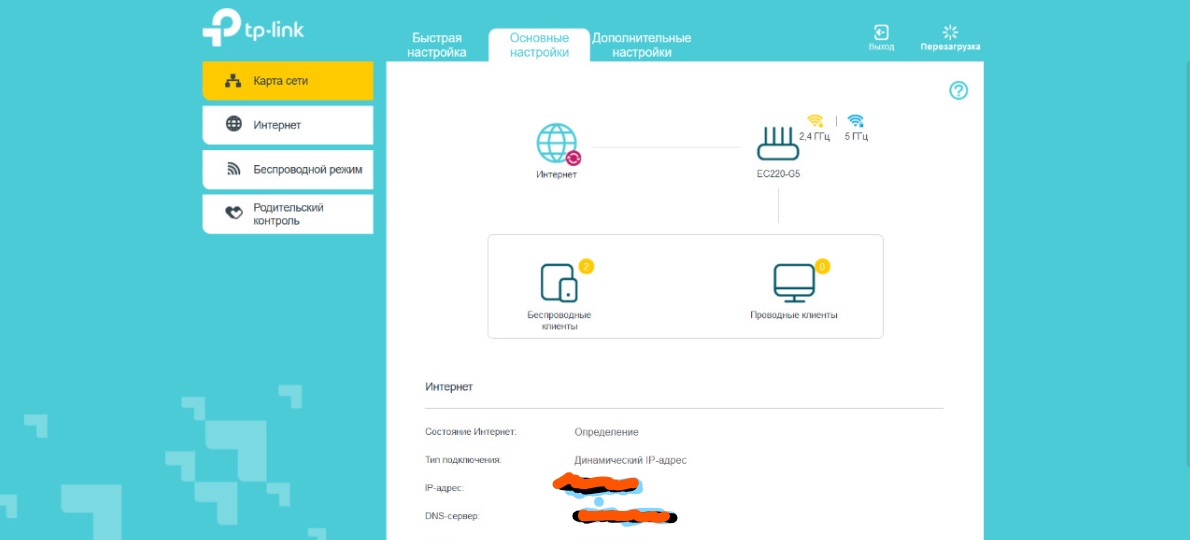 tp-link
Быстрая
настройка
Основные
настройки
Дополнительные
настройки
Выход
Перезагрузка
Карта сети
Интернет
Беспроводной режим
Родительский
контроль
?
2,4 ГГц
5 ГГц
Интернет
EC220-G5
2
0
Беспроводные
клиенты
Проводные клиенты
Интернет
Состояние Интернет: Определение
Тип подключения: Динамический IP-адрес
IP-адрес:
DNS-сервер: